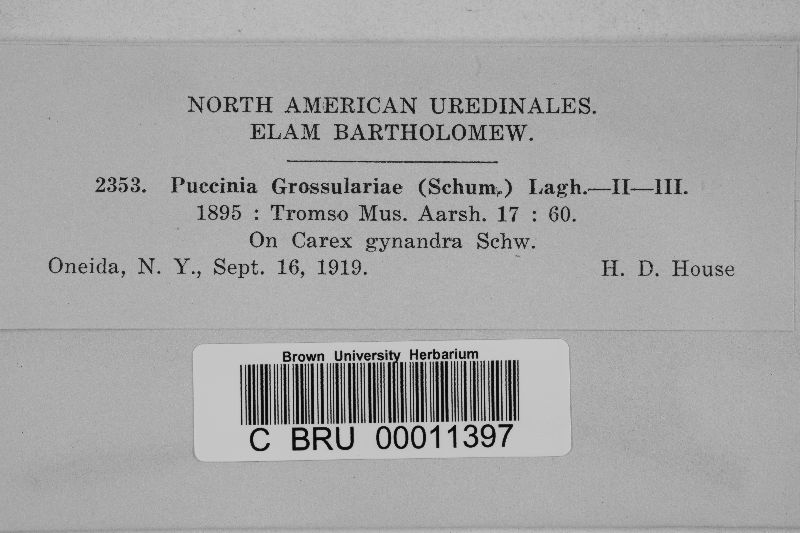 NORTH AMERICAN UREDINALES.
ELAM BARTHOLOMEW.
2353. Puccinia Grossulariae (Schum.) Lagh.—II—III.
1895 : Tromso Mus. Aarsh. 17 : 60.
On Carex gynandra Schw.
Oneida, N. Y., Sept. 16, 1919. H. D. House
Brown University Herbarium
C BRU 00011397